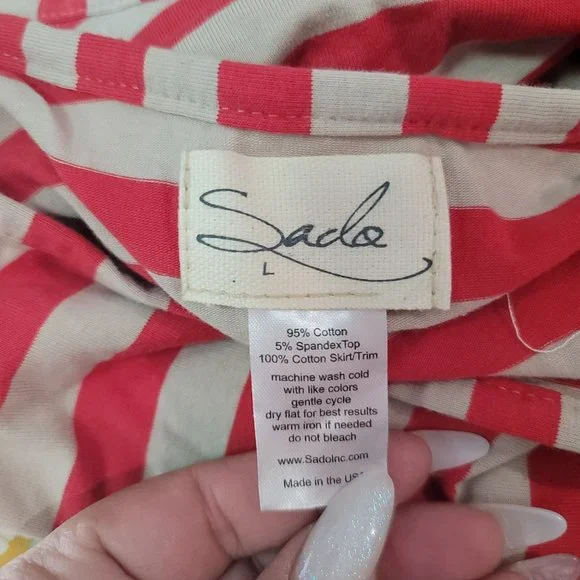 Sado
L
95% Cotton
5% SpandexTop
100% Cotton Skirt/Trim
machine wash cold
with like colors
gentle cycle
dry flat for best results
warm iron if needed
do not bleach
www.SadoInc.com
Made in the